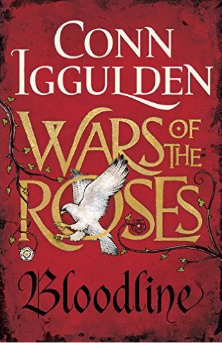 CONN
IGGULDEN
WARS OF
THE
ROSES
Bloodline